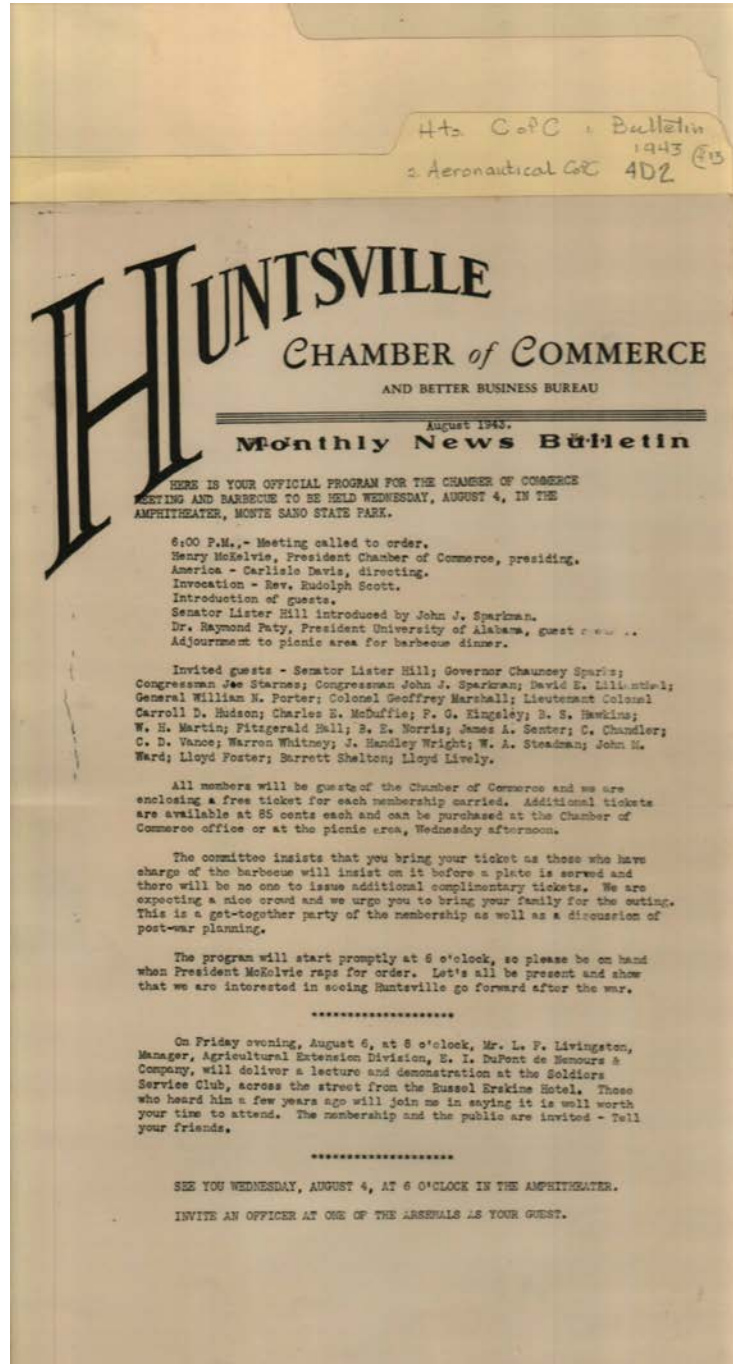 Hts CofC : Bulletin
1943
2 Aeronautical CofC 4D2
HUNTSVILLE
CHAMBER of COMMERCE
AND BETTER BUSINESS BUREAU
August 1943.
Monthly News Bulletin
HERE IS YOUR OFFICIAL PROGRAM FOR THE CHAMBER OF COMMERCE
MEETING AND BARBECUE TO BE HELD WEDNESDAY, AUGUST 4, IN THE
AMPHITHEATER, MONTE SANO STATE PARK.
6:00 P.M.,- Meeting called to order.
Henry McKelvie, President Chamber of Commerce, presiding.
America - Carlisle Davis, directing.
Invocation - Rev. Rudolph Scott.
Introduction of guests.
Senator Lister Hill introduced by John J. Sparkman.
Dr. Raymond Paty, President University of Alabama, guest
Adjournment to picnic area for barbecue dinner.
Invited guests - Senator Lister Hill; Governor Chauncey Sparks;
Congressman Joe Starnes; Congressman John J. Sparkman; David E. Lilienthal;
General William N. Porter; Colonel Geoffrey Marshall; Lieutenant Colonel
Carroll D. Hudson; Charles E. McDuffie; F. G. Kingsley; B. S. Hawkins;
W. H. Martin; Fitzgerald Hall; B. E. Norris; James A. Senter; C. Chandler;
C. D. Vance; Warren Whitney; J. Handley Wright; W. A. Steadman; John M.
Ward; Lloyd Foster; Barrett Shelton; Lloyd Lively.
All members will be guests of the Chamber of Commerce and we are
enclosing a free ticket for each membership carried. Additional tickets
are available at 85 cents each and can be purchased at the Chamber of
Commerce office or at the picnic area, Wednesday afternoon.
The committee insists that you bring your ticket as those who have
charge of the barbecue will insist on it before a plate is served and
there will be no one to issue additional complimentary tickets. We are
expecting a nice crowd and we urge you to bring your family for the outing.
This is a get-together party of the membership as well as a discussion of
post-war planning.
The program will start promptly at 6 o'clock, so please be on hand
when President McKelvie raps for order. Let's all be present and show
that we are interested in seeing Huntsville go forward after the war.
********************
On Friday evening, August 6, at 8 o'clock, Mr. L. F. Livingston,
Manager, Agricultural Extension Division, E. I. DuPont de Nemours &
Company, will deliver a lecture and demonstration at the Soldiers
Service Club, across the street from the Russel Erskine Hotel. Those
who heard him a few years ago will join me in saying it is well worth
your time to attend. The membership and the public are invited - Tell
your friends.
********************
SEE YOU WEDNESDAY, AUGUST 4, AT 6 O'CLOCK IN THE AMPHITHEATER.
INVITE AN OFFICER AT ONE OF THE ARSENALS AS YOUR GUEST.